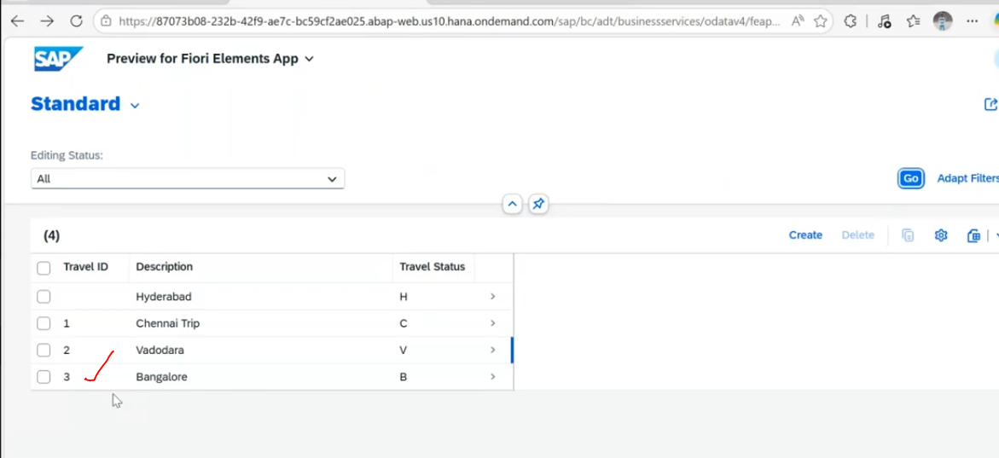 https://87073b08-232b-42f9-ae7c-bc59cf2ae025.abap-web.us10.hana.ondemand.com/sap/bc/adt/businessservices/odatav4/feap...
SAP Preview for Fiori Elements App
Standard
Editing Status:
All
Go Adapt Filters
(4) Create Delete
Travel ID Description Travel Status
Hyderabad H
1 Chennai Trip C
2 Vadodara V
3 Bangalore B